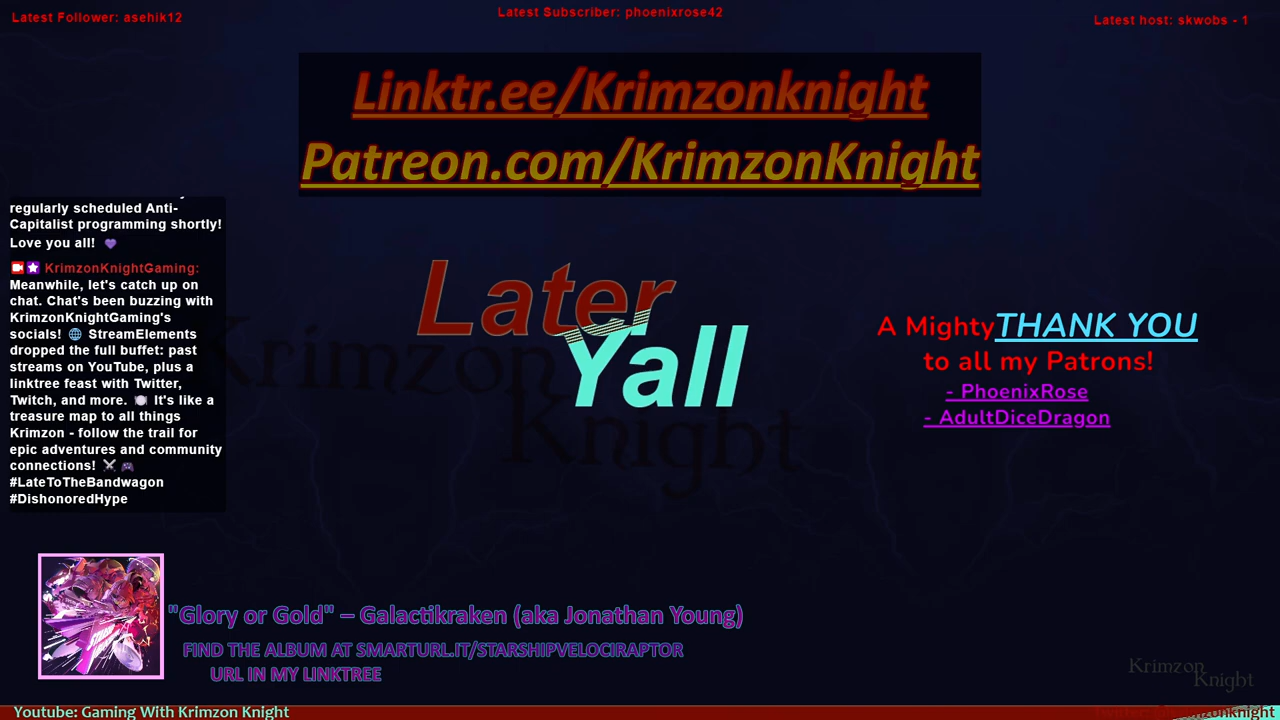 Latest Follower: asehik12
Latest Subscriber: phoenixrose42
Latest host: skwobs - 1
Linktr.ee/Krimzonknight
Patreon.com/KrimzonKnight
regularly scheduled Anti-
Capitalist programming shortly!
Love you all! 💜
KrimzonKnightGaming:
Meanwhile, let's catch up on
chat. Chat's been buzzing with
KrimzonKnightGaming's
socials! 🌐 StreamElements
dropped the full buffet: past
streams on YouTube, plus a
linktree feast with Twitter,
Twitch, and more. 🍽️ It's like a
treasure map to all things
Krimzon - follow the trail for
epic adventures and community
connections! ⚔️ 🎮
#LateToTheBandwagon
#DishonoredHype
Later
Yall
Krimzon
Knight
A Mighty THANK YOU
to all my Patrons!
- PhoenixRose
- AdultDiceDragon
"Glory or Gold" – Galactikraken (aka Jonathan Young)
FIND THE ALBUM AT SMARTURL.IT/STARSHIPVELOCIRAPTOR
URL IN MY LINKTREE
Krimzon
Knight
Youtube: Gaming With Krimzon Knight